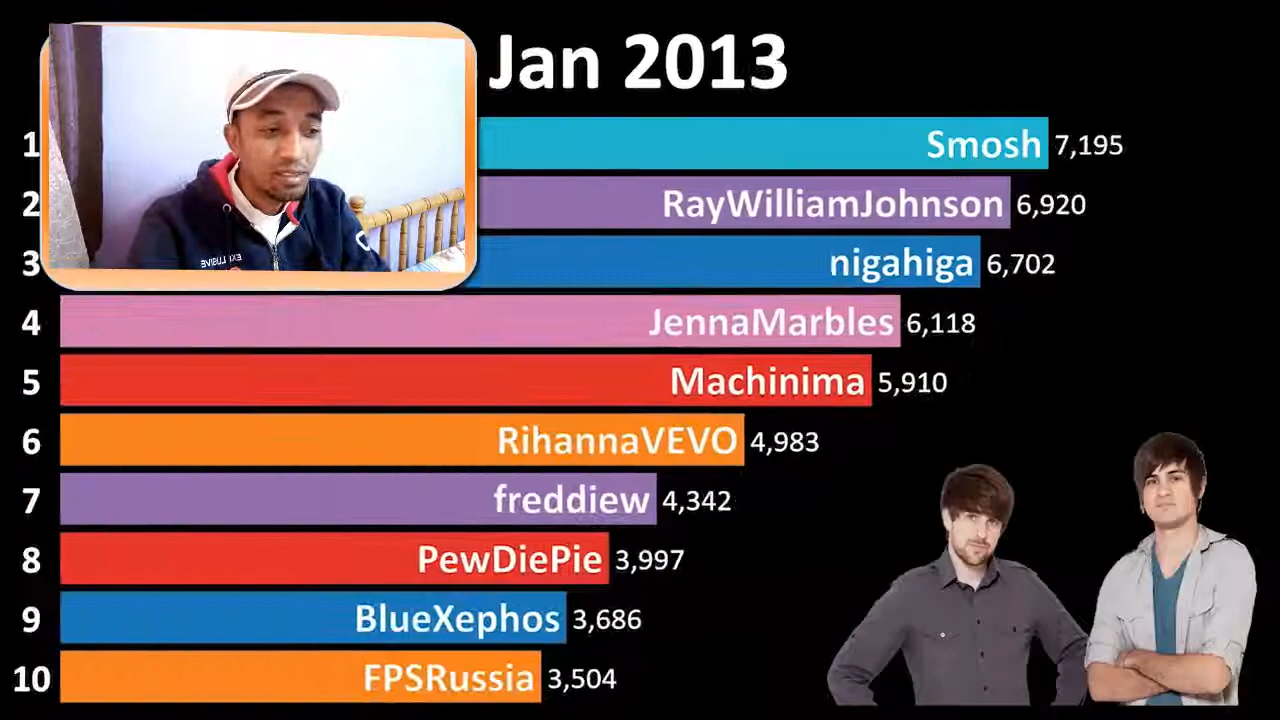 Jan 2013
1 Smosh 7,195
2 RayWilliamJohnson 6,920
3 nigahiga 6,702
4 JennaMarbles 6,118
5 Machinima 5,910
6 RihannaVEVO 4,983
7 freddiew 4,342
8 PewDiePie 3,997
9 BlueXephos 3,686
10 FPSRussia 3,504